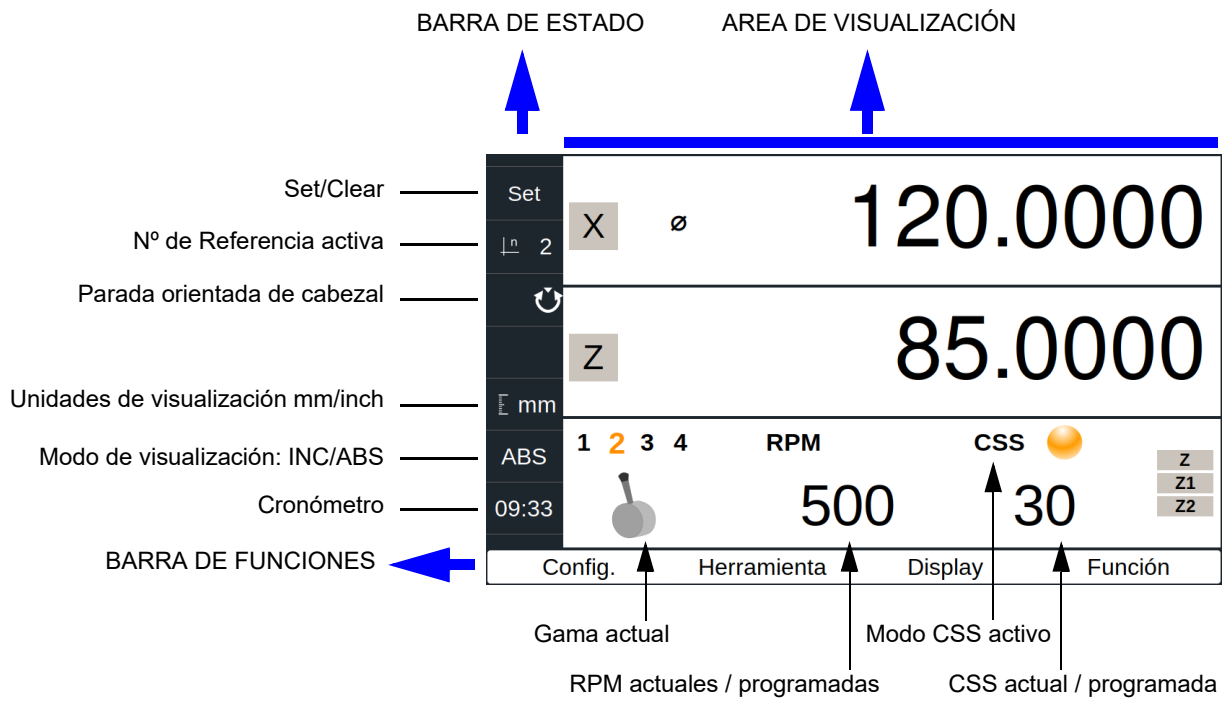 BARRA DE ESTADO
AREA DE VISUALIZACIÓN
Set/Clear
Set
X
ø
120.0000
Nº de Referencia activa
n 2
Parada orientada de cabezal
Z
85.0000
Unidades de visualización mm/inch
mm
1 2 3 4
RPM
CSS
Modo de visualización: INC/ABS
ABS
Z
Z1
Z2
Cronómetro
09:33
500
30
BARRA DE FUNCIONES
Config.
Herramienta
Display
Función
Gama actual
Modo CSS activo
RPM actuales / programadas
CSS actual / programada